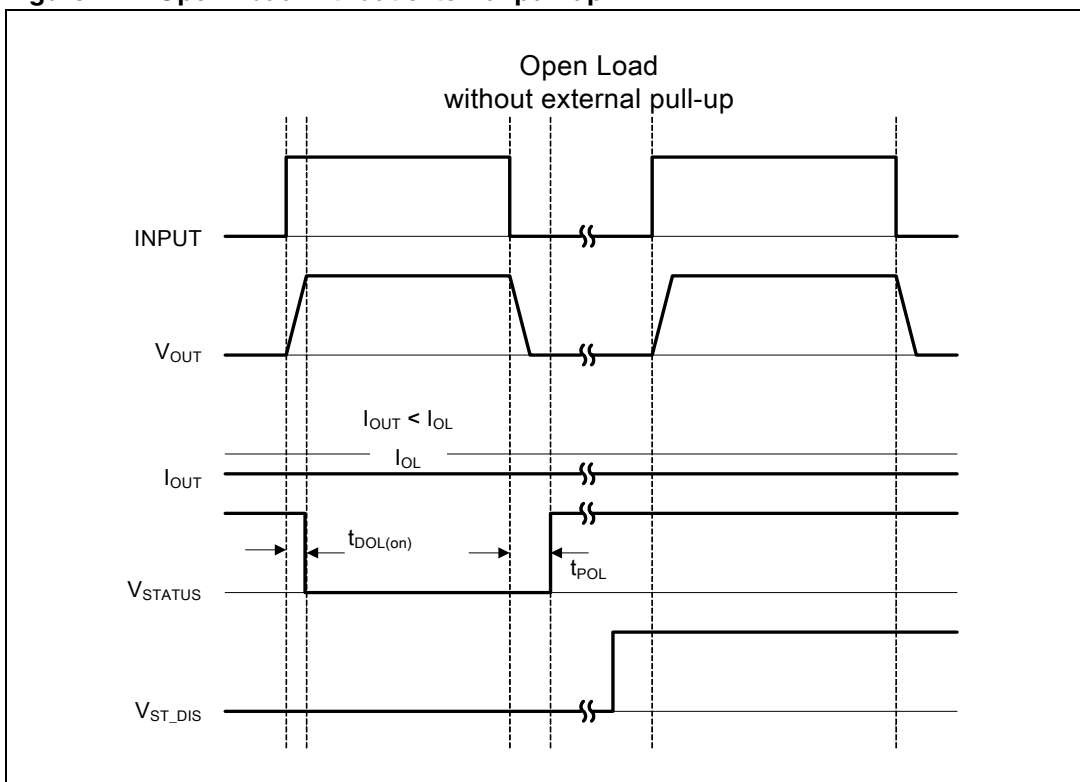 Open Load
without external pull-up
INPUT
VOUT
IOUT < IOL
IOL
IOUT
tDOL(on)
tPOL
VSTATUS
VST_DIS